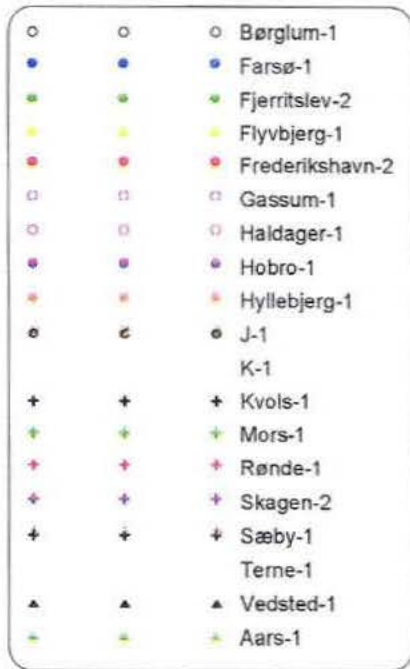 Børglum-1
Farsø-1
Fjerritslev-2
Flyvbjerg-1
Frederikshavn-2
Gassum-1
Haldager-1
Hobro-1
Hyllebjerg-1
J-1
K-1
Kvols-1
Mors-1
Rønde-1
Skagen-2
Sæby-1
Terne-1
Vedsted-1
Aars-1